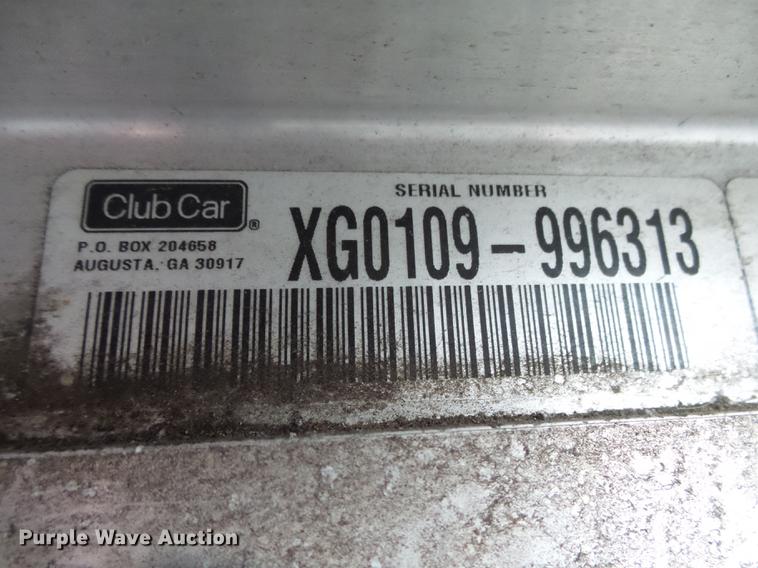 Club Car ®
P.O. BOX 204658
AUGUSTA, GA 30917
SERIAL NUMBER
XG0109-996313
Purple Wave Auction